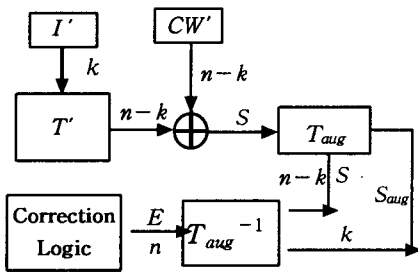 I′
CW′
k
n−k
T′
n−k
S
T_aug
n−k
S
S_aug
Correction
Logic
E
n
T_aug⁻¹
k